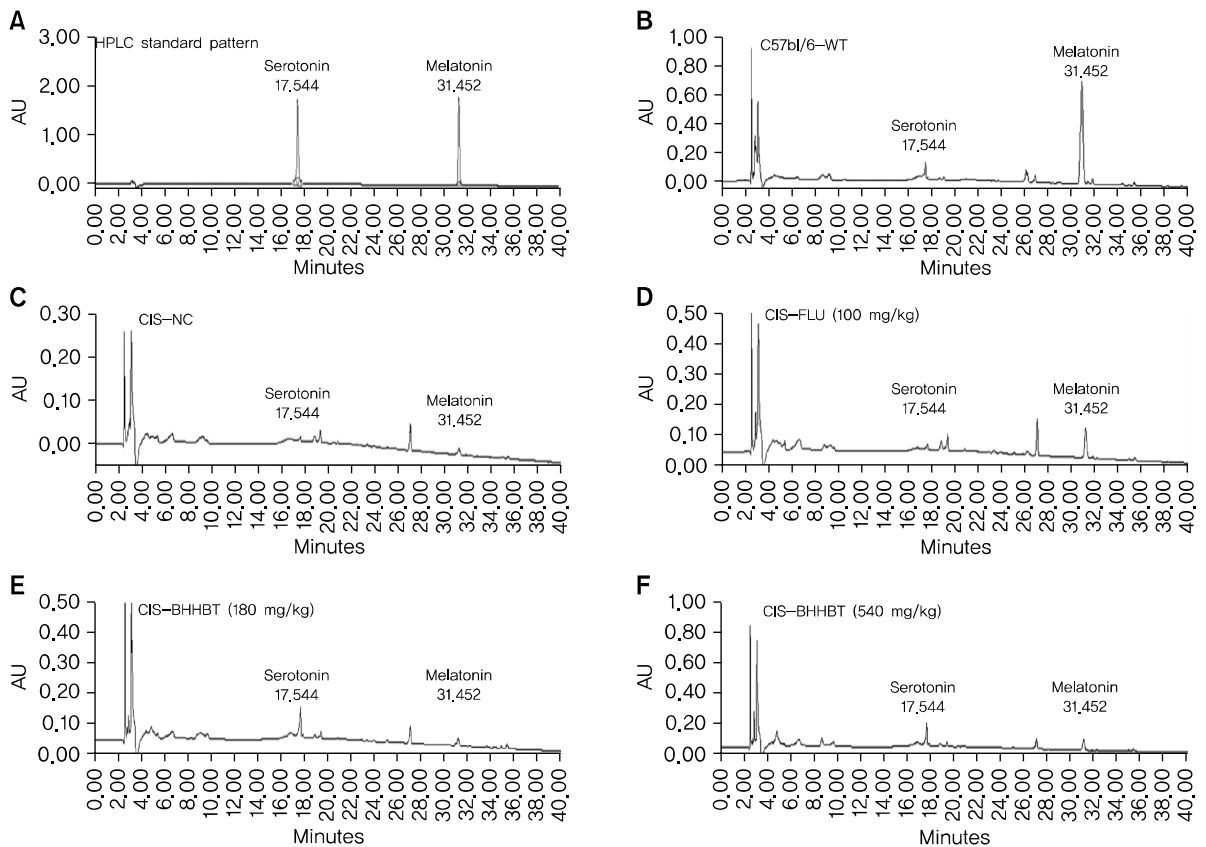 A
3.00
HPLC standard pattern
2.00
1.00
0.00
AU
Serotonin
17.544
Melatonin
31.452
0.00 2.00 4.00 6.00 8.00 10.00 12.00 14.00 16.00 18.00 20.00 22.00 24.00 26.00 28.00 30.00 32.00 34.00 36.00 38.00 40.00
Minutes
B
1.00
0.80
0.60
0.40
0.20
0.00
AU
C57bl/6-WT
Serotonin
17.544
Melatonin
31.452
0.00 2.00 4.00 6.00 8.00 10.00 12.00 14.00 16.00 18.00 20.00 22.00 24.00 26.00 28.00 30.00 32.00 34.00 36.00 38.00 40.00
Minutes
C
0.30
0.20
0.10
0.00
AU
CIS-NC
Serotonin
17.544
Melatonin
31.452
0.00 2.00 4.00 6.00 8.00 10.00 12.00 14.00 16.00 18.00 20.00 22.00 24.00 26.00 28.00 30.00 32.00 34.00 36.00 38.00 40.00
Minutes
D
0.50
0.40
0.30
0.20
0.10
0.00
AU
CIS-FLU (100 mg/kg)
Serotonin
17.544
Melatonin
31.452
0.00 2.00 4.00 6.00 8.00 10.00 12.00 14.00 16.00 18.00 20.00 22.00 24.00 26.00 28.00 30.00 32.00 34.00 36.00 38.00 40.00
Minutes
E
0.50
0.40
0.30
0.20
0.10
0.00
AU
CIS-BHHBT (180 mg/kg)
Serotonin
17.544
Melatonin
31.452
0.00 2.00 4.00 6.00 8.00 10.00 12.00 14.00 16.00 18.00 20.00 22.00 24.00 26.00 28.00 30.00 32.00 34.00 36.00 38.00 40.00
Minutes
F
1.00
0.80
0.60
0.40
0.20
0.00
AU
CIS-BHHBT (540 mg/kg)
Serotonin
17.544
Melatonin
31.452
0.00 2.00 4.00 6.00 8.00 10.00 12.00 14.00 16.00 18.00 20.00 22.00 24.00 26.00 28.00 30.00 32.00 34.00 36.00 38.00 40.00
Minutes